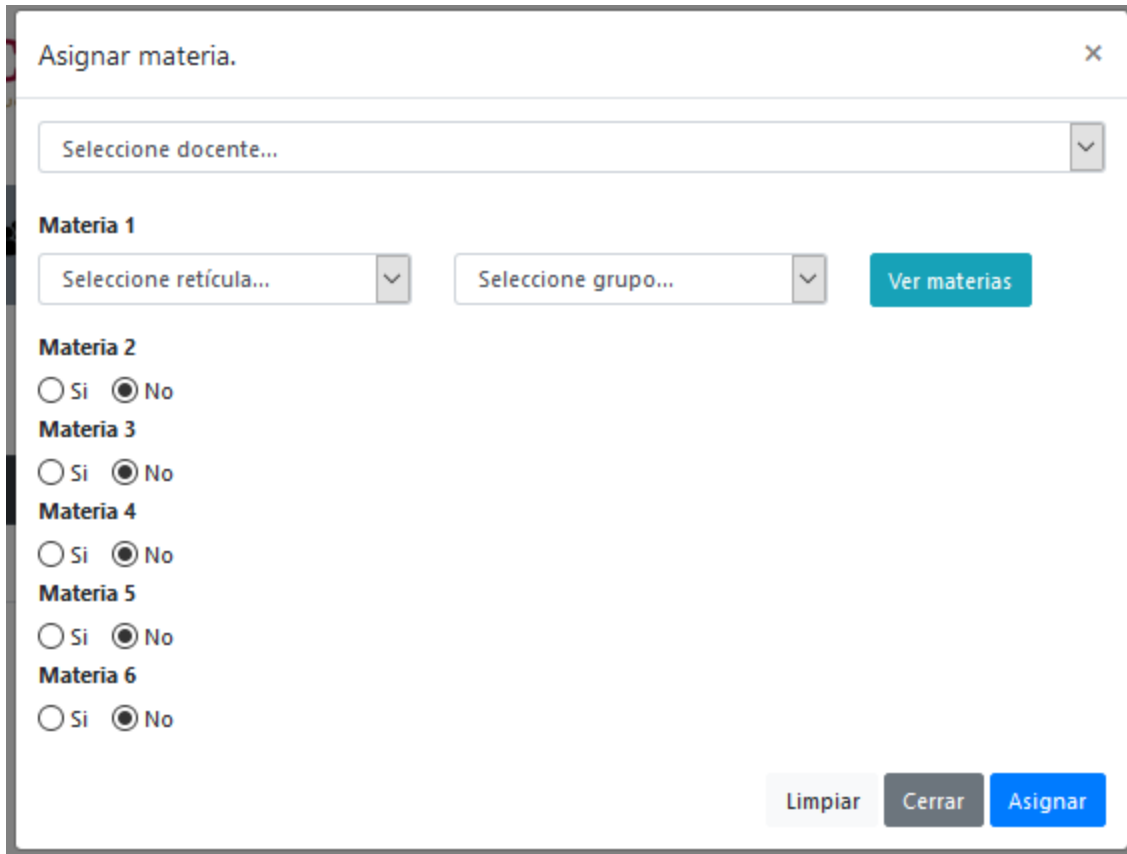 Asignar materia. ×
Seleccione docente...
Materia 1
Seleccione retícula... Seleccione grupo... Ver materias
Materia 2
Si No
Materia 3
Si No
Materia 4
Si No
Materia 5
Si No
Materia 6
Si No
Limpiar Cerrar Asignar